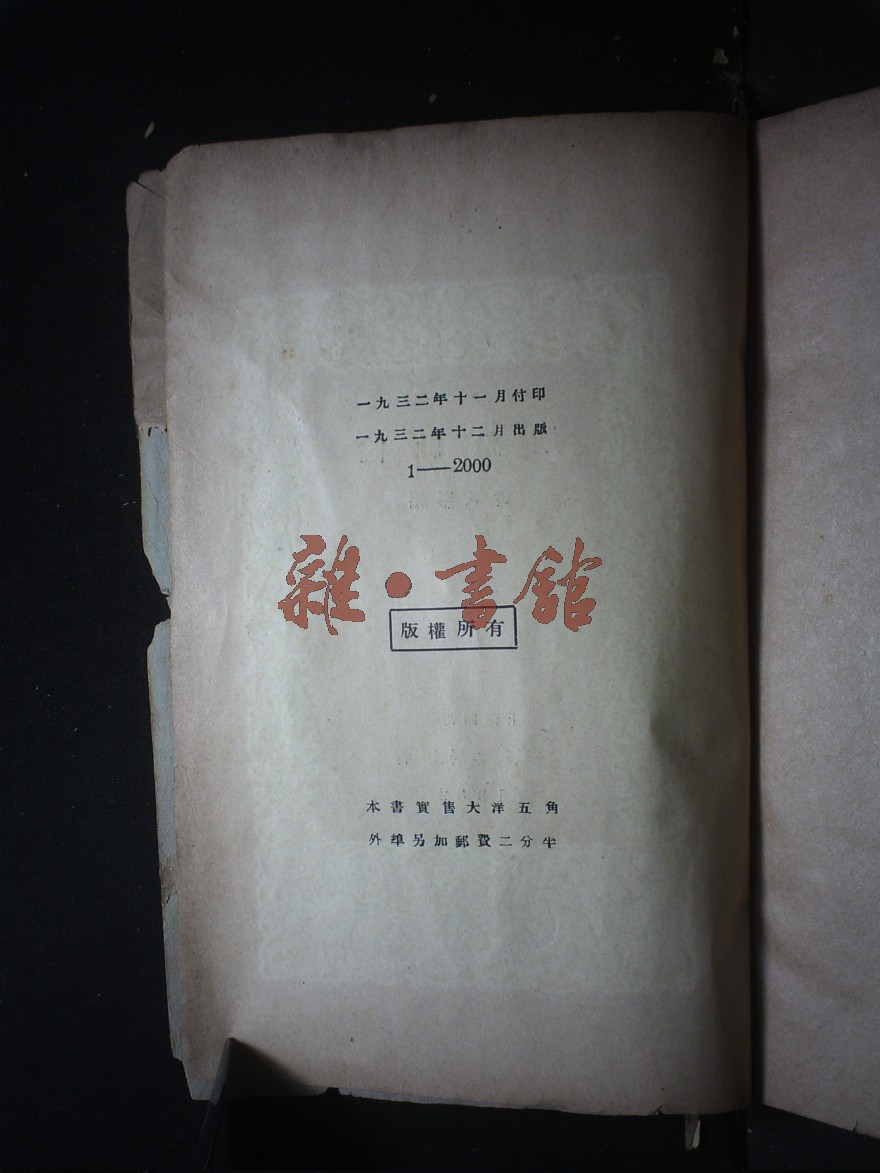 一九三二年十一月付印
一九三二年十二月出版
1——2000
雜·書館
版權所有
本書實售大洋五角
外埠另加郵費二分半